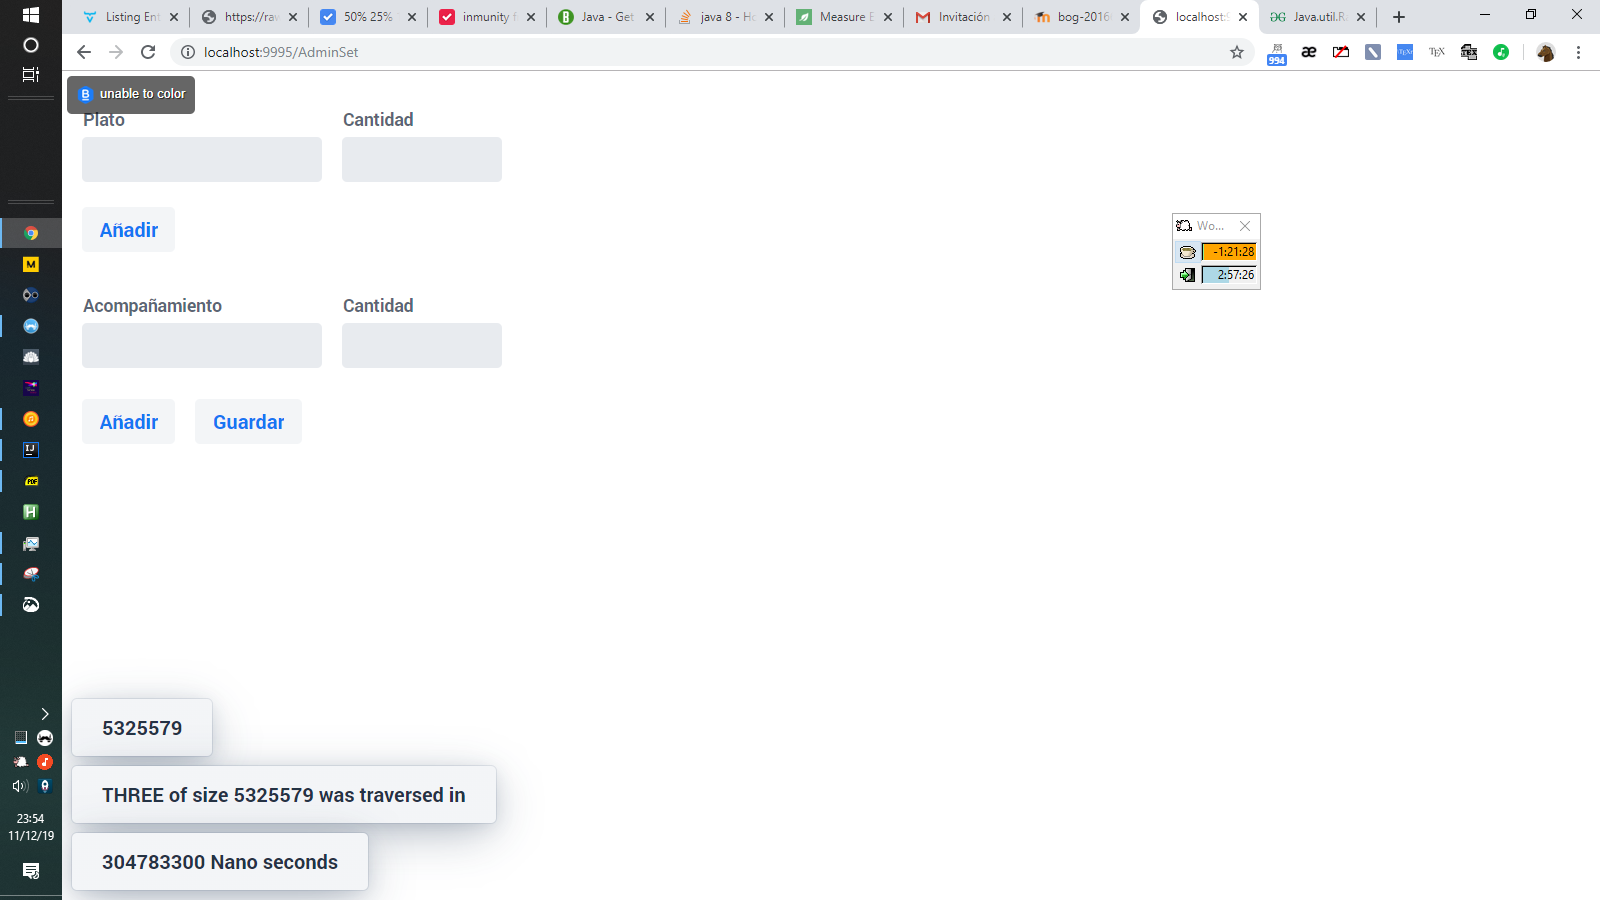 Listing Ent
https://rav
50% 25%
inmunity f
Java - Get
java 8 - Ho
Measure E
Invitación
bog-2016
localhost:9
Java.util.Ra
localhost:9995/AdminSet
994
unable to color
Plato
Cantidad
Añadir
Wo...
-1:21:28
2:57:26
Acompañamiento
Cantidad
Añadir
Guardar
5325579
THREE of size 5325579 was traversed in
304783300 Nano seconds
23:54
11/12/19